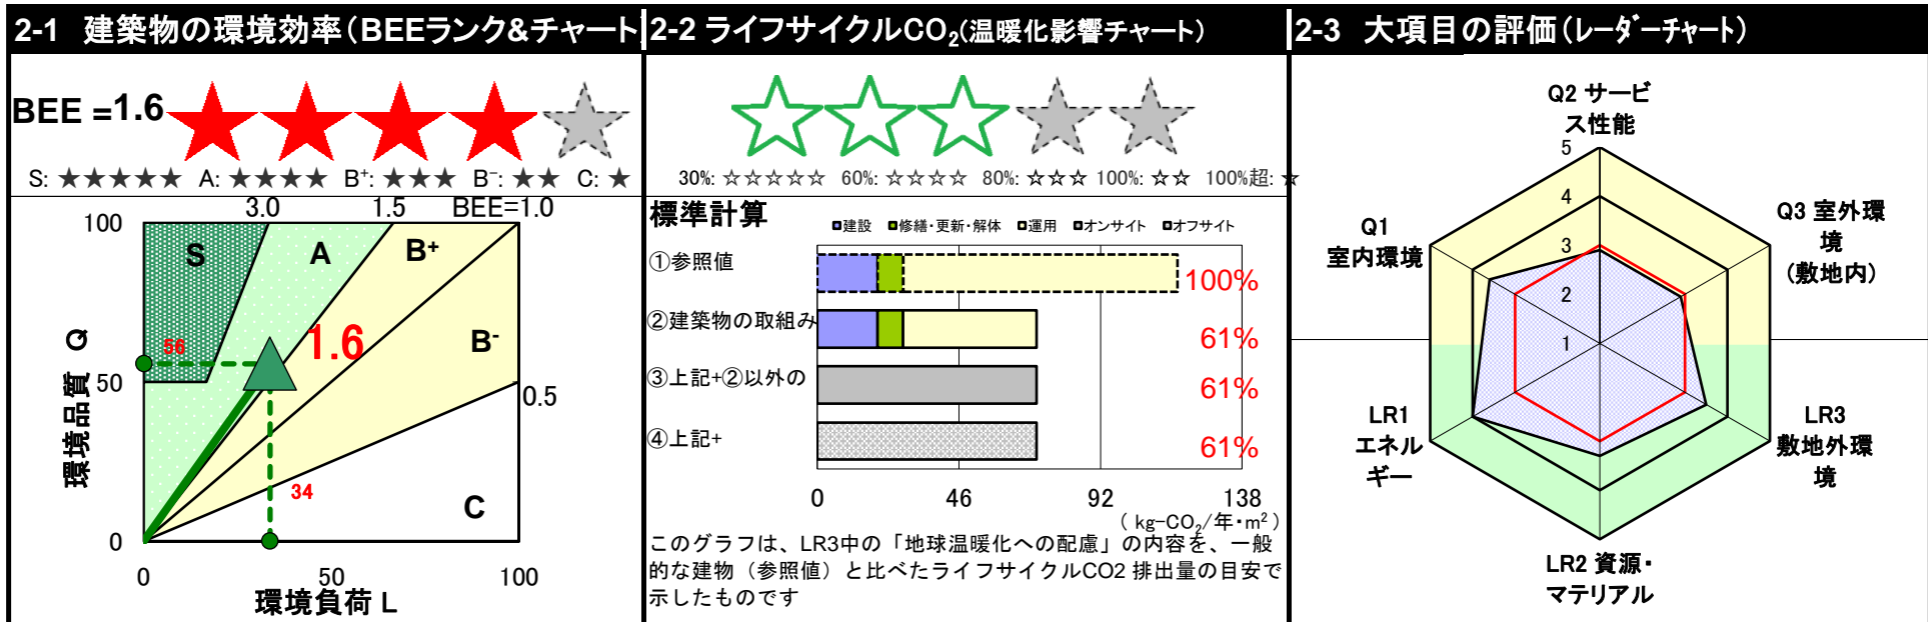 2-1 建築物の環境効率(BEEランク&チャート)
BEE =1.6
S: ★★★★★ A: ★★★★ B+: ★★★ B-: ★★ C: ★
3.0 1.5 BEE=1.0
100
S
A
B+
1.6
56
B-
50
0.5
環境品質 Q
34
C
0
0 50 100
環境負荷 L
2-2 ライフサイクルCO2(温暖化影響チャート)
30%: ☆☆☆☆☆ 60%: ☆☆☆☆ 80%: ☆☆☆ 100%: ☆☆ 100%超: ☆
標準計算
建設 修繕・更新・解体 運用 オンサイト オフサイト
①参照値 100%
②建築物の取組み 61%
③上記+②以外の 61%
④上記+ 61%
0 46 92 138
( kg-CO2/年・m2 )
このグラフは、LR3中の「地球温暖化への配慮」の内容を、一般
的な建物(参照値)と比べたライフサイクルCO2 排出量の目安で
示したものです
2-3 大項目の評価(レーダーチャート)
Q2 サービ
ス性能
5
4
3
2
1
Q3 室外環
境
(敷地内)
Q1
室内環境
LR1
エネル
ギー
LR3
敷地外環
境
LR2 資源・
マテリアル